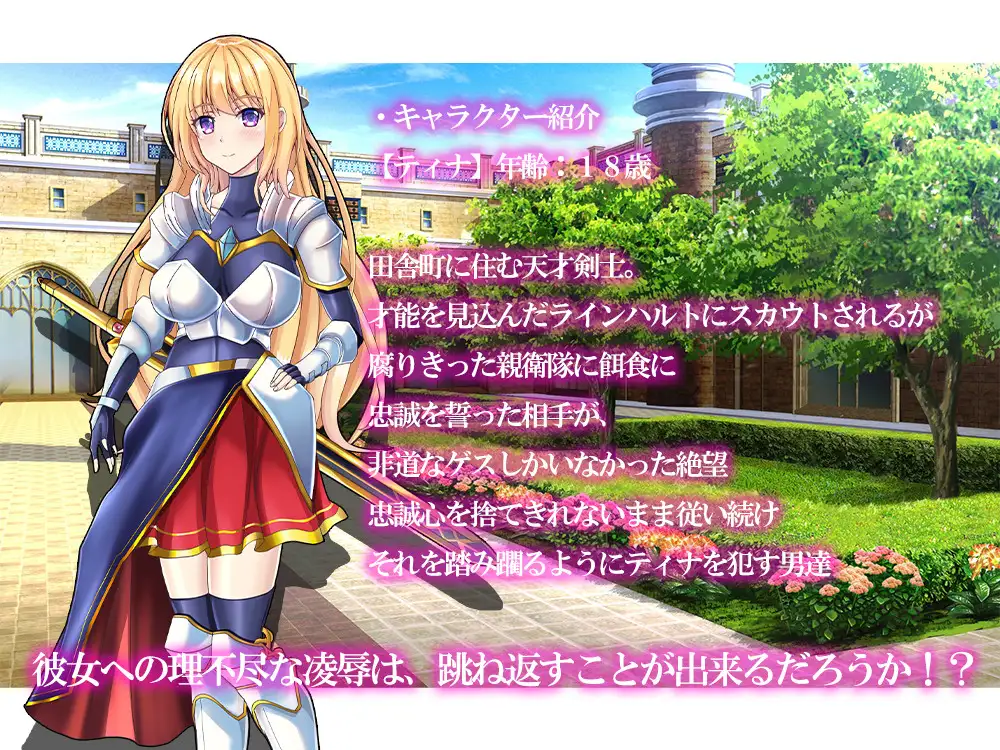 ・キャラクター紹介
【ティナ】年齢：１８歳
田舎町に住む天才剣士。
才能を見込んだラインハルトにスカウトされるが
腐りきった親衛隊に餌食に
忠誠を誓った相手が、
非道なゲスしかいなかった絶望
忠誠心を捨てきれないまま従い続け
それを踏み躙るようにティナを犯す男達
彼女への理不尽な凌辱は、跳ね返すことが出来るだろうか！？